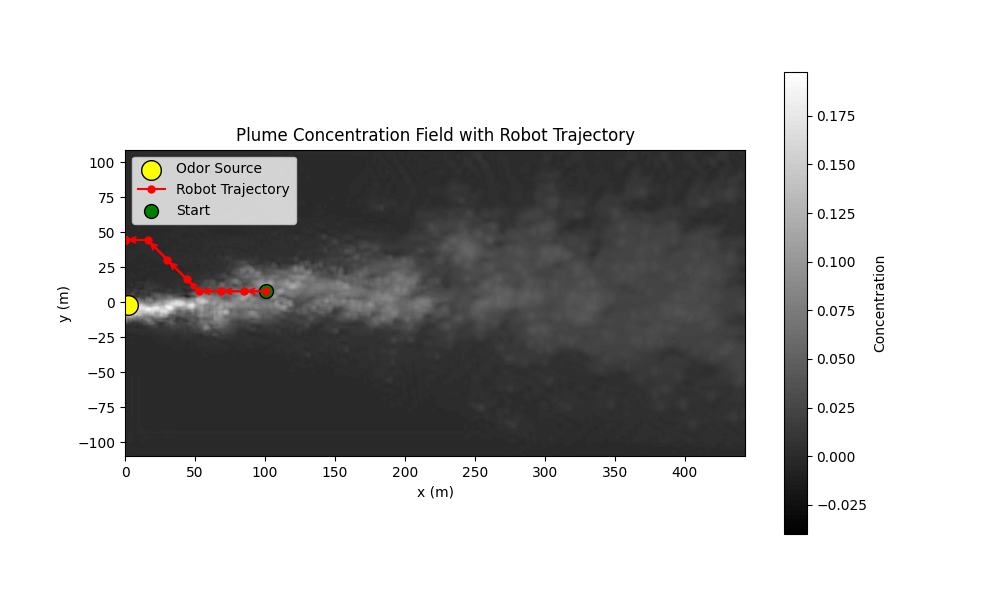 Plume Concentration Field with Robot Trajectory
Odor Source
Robot Trajectory
Start
100
75
50
25
0
−25
−50
−75
−100
y (m)
0 50 100 150 200 250 300 350 400
x (m)
0.175
0.150
0.125
0.100
0.075
0.050
0.025
0.000
−0.025
Concentration